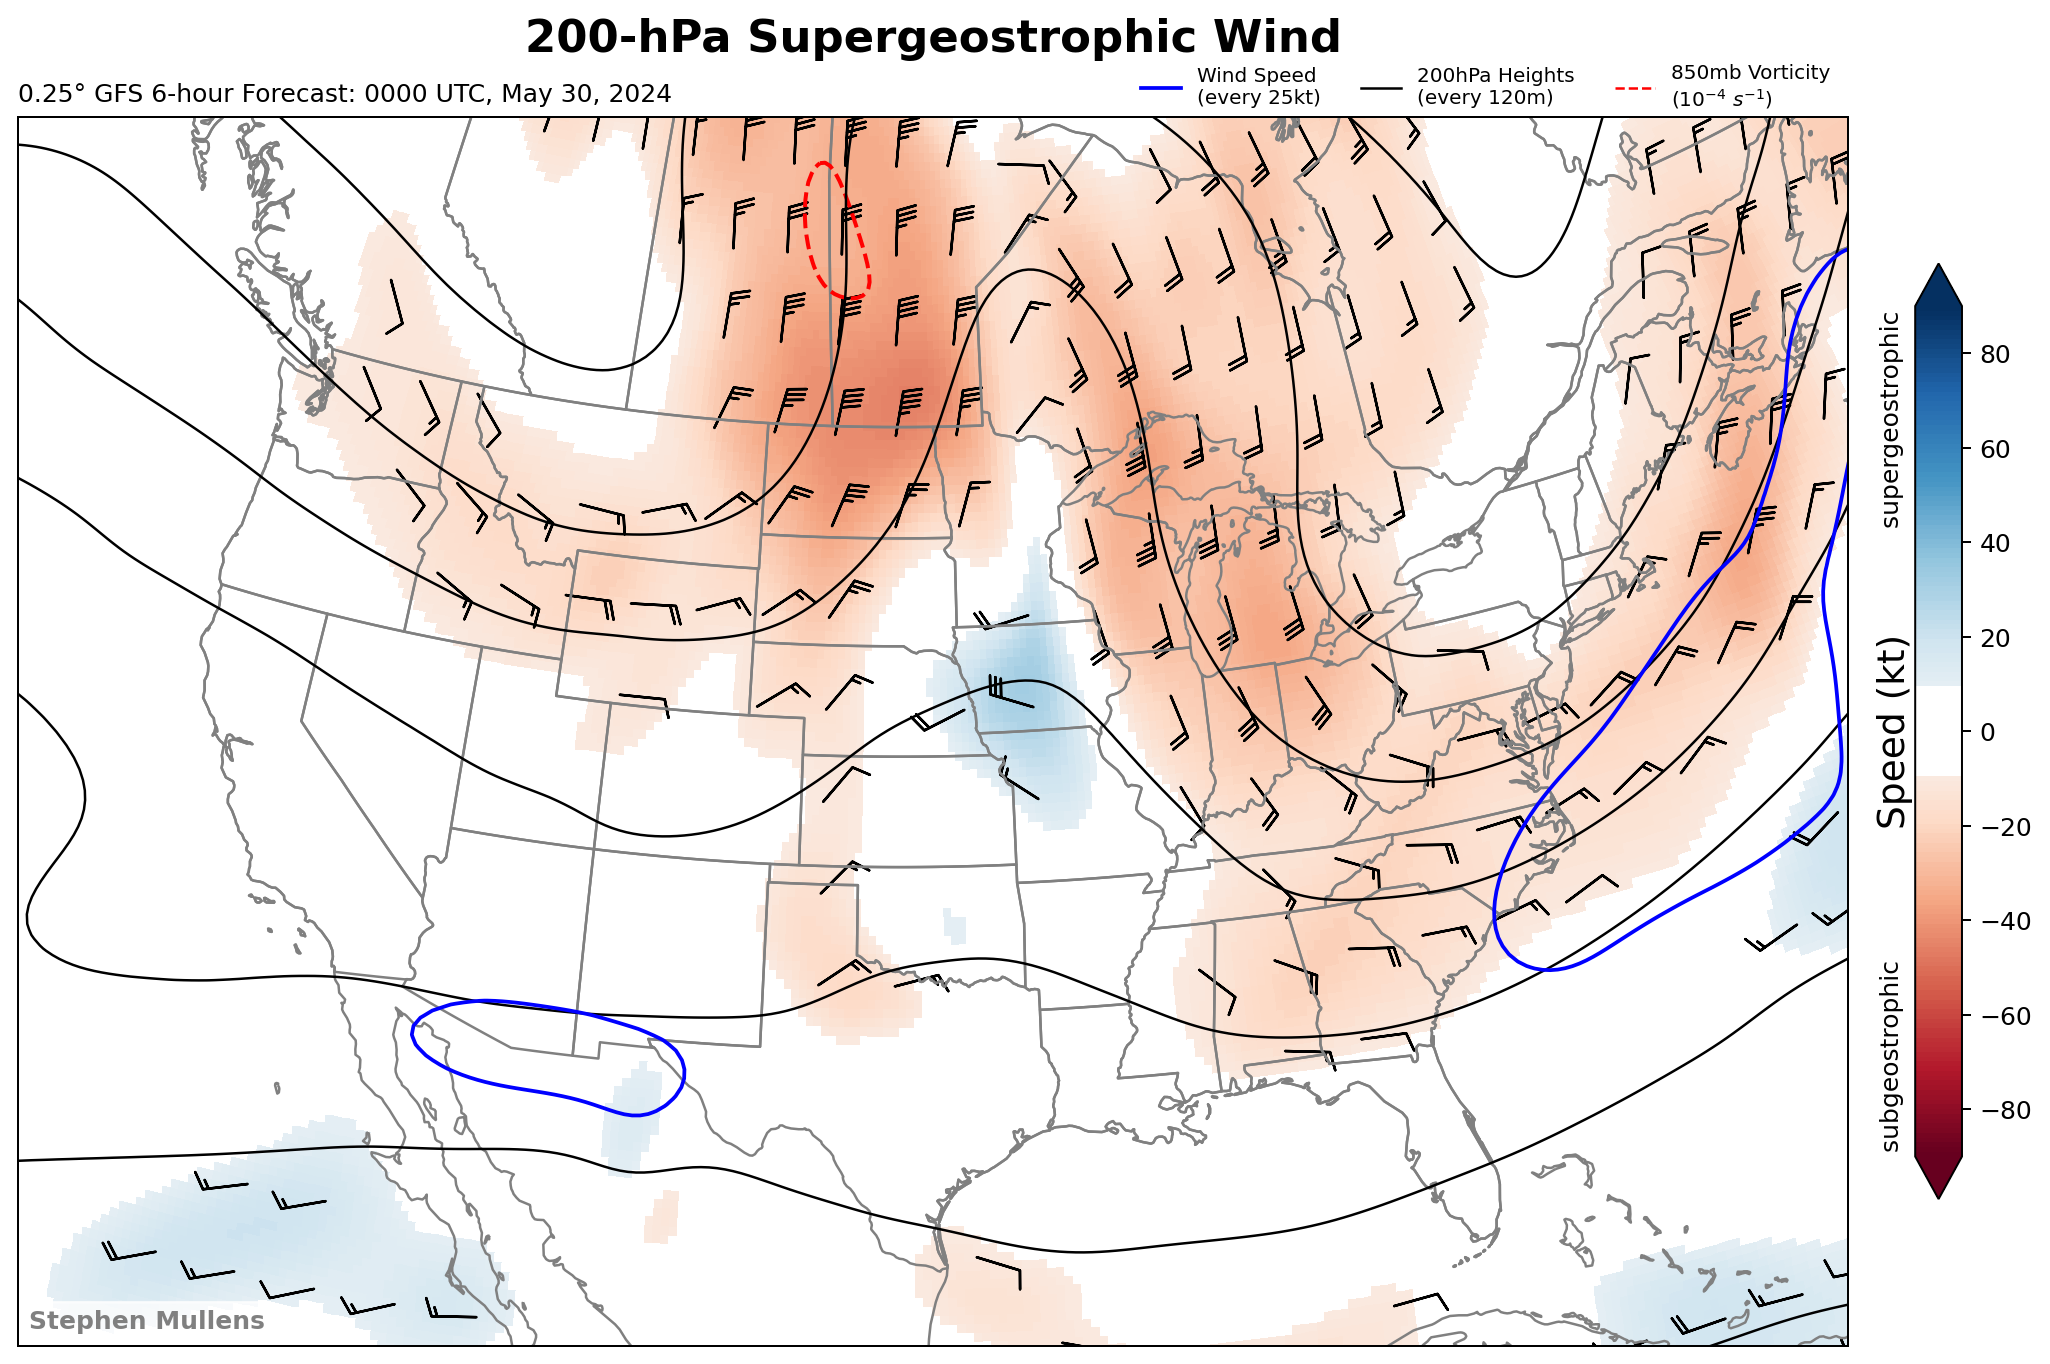 200-hPa Supergeostrophic Wind
0.25° GFS 6-hour Forecast: 0000 UTC, May 30, 2024
Wind Speed
(every 25kt)
200hPa Heights
(every 120m)
850mb Vorticity
(10⁻⁴ s⁻¹)
supergeostrophic
Speed (kt)
subgeostrophic
80
60
40
20
0
−20
−40
−60
−80
Stephen Mullens